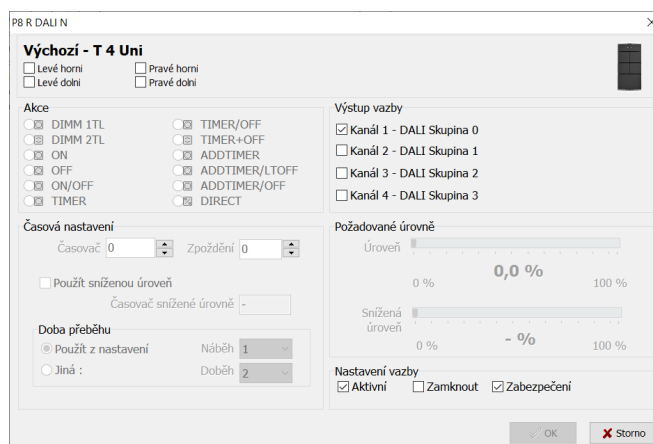 P8 R DALI N
Výchozí - T 4 Uni
Levé horni Pravé horni
Levé dolni Pravé dolni
Akce
DIMM 1TL TIMER/OFF
DIMM 2TL TIMER+OFF
ON ADDTIMER
OFF ADDTIMER/LTOFF
ON/OFF ADDTIMER/OFF
TIMER DIRECT
Výstup vazby
Kanál 1 - DALI Skupina 0
Kanál 2 - DALI Skupina 1
Kanál 3 - DALI Skupina 2
Kanál 4 - DALI Skupina 3
Časová nastavení
Časovač 0 Zpoždění 0
Použít sníženou úroveň
Časovač snížené úrovně -
Doba přeběhu
Použít z nastavení Náběh 1
Jiná : Doběh 2
Požadované úrovně
Úroveň
0,0 %
0 % 100 %
Snížená
úroveň
- %
0 % 100 %
Nastavení vazby
Aktivní Zamknout Zabezpečení
OK Storno